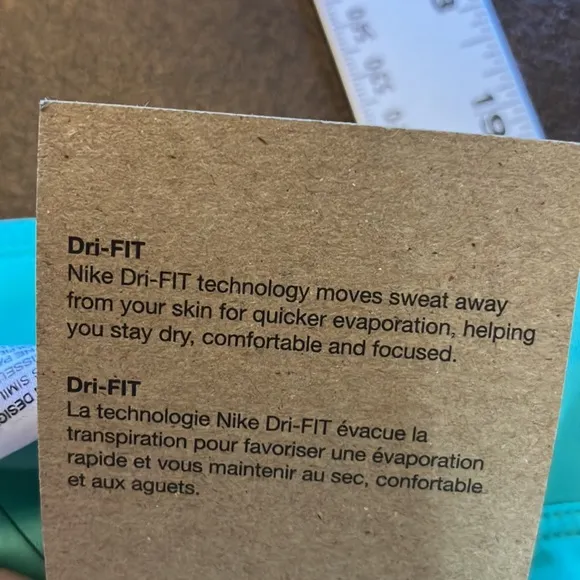 19
Dri-FIT
Nike Dri-FIT technology moves sweat away
from your skin for quicker evaporation, helping
you stay dry, comfortable and focused.
Dri-FIT
La technologie Nike Dri-FIT évacue la
transpiration pour favoriser une évaporation
rapide et vous maintenir au sec, confortable
et aux aguets.